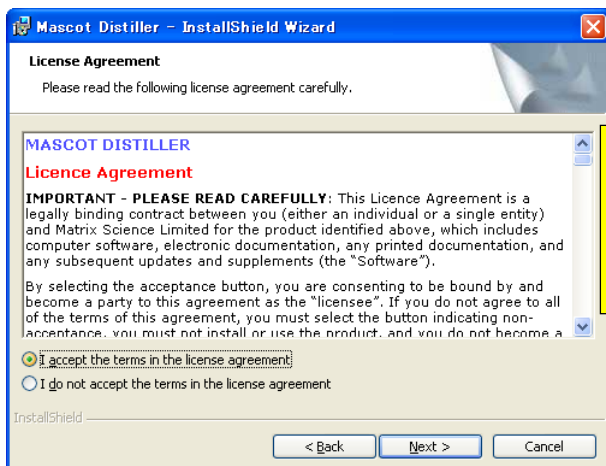 Mascot Distiller - InstallShield Wizard
License Agreement
Please read the following license agreement carefully.
MASCOT DISTILLER
Licence Agreement
IMPORTANT - PLEASE READ CAREFULLY: This Licence Agreement is a
legally binding contract between you (either an individual or a single entity)
and Matrix Science Limited for the product identified above, which includes
computer software, electronic documentation, any printed documentation, and
any subsequent updates and supplements (the “Software”).
By selecting the acceptance button, you are consenting to be bound by and
become a party to this agreement as the “licensee”. If you do not agree to all
of the terms of this agreement, you must select the button indicating non-
acceptance, you must not install or use the product, and you do not become a
I accept the terms in the license agreement
I do not accept the terms in the license agreement
InstallShield
< Back
Next >
Cancel